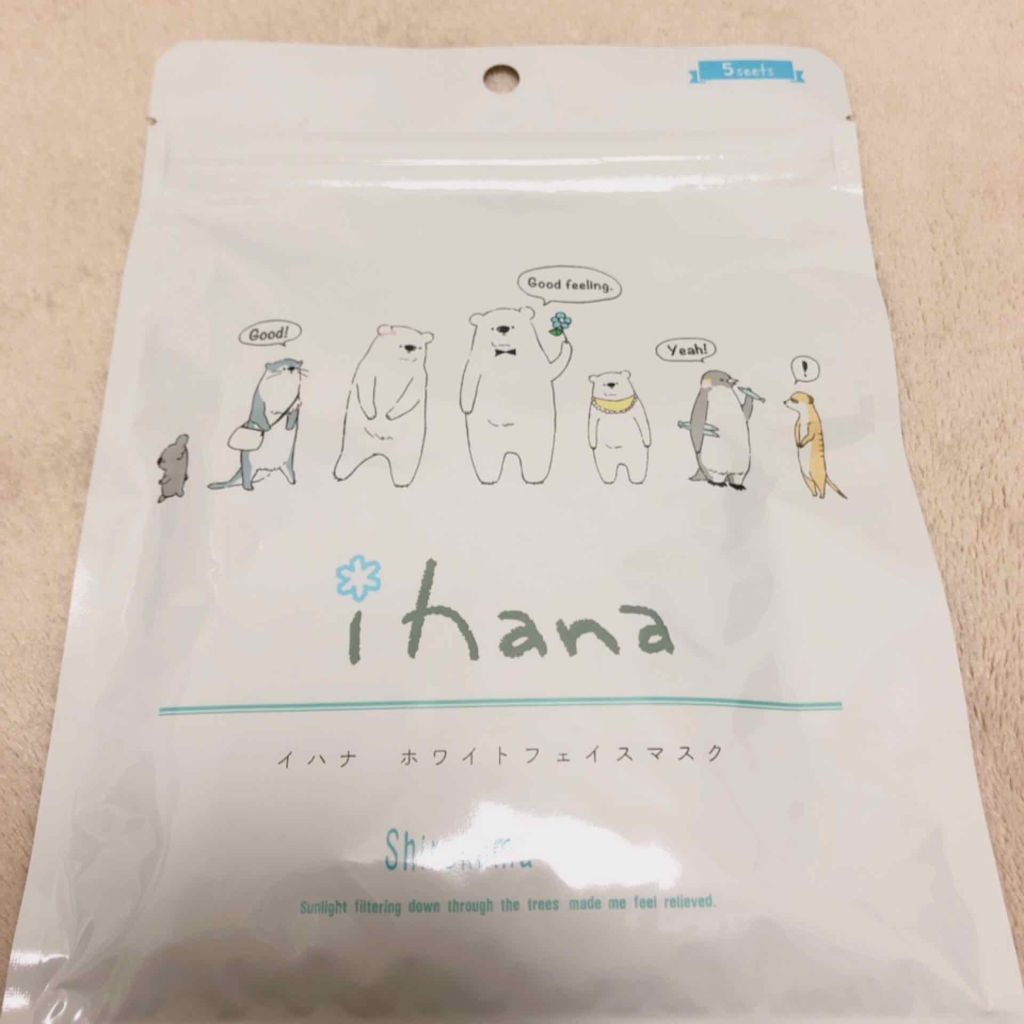 5 seets
Good feeling.
Good!
Yeah!
!
ihana
イハナ ホワイトフェイスマスク
Sunlight filtering down through the trees made me feel relieved.